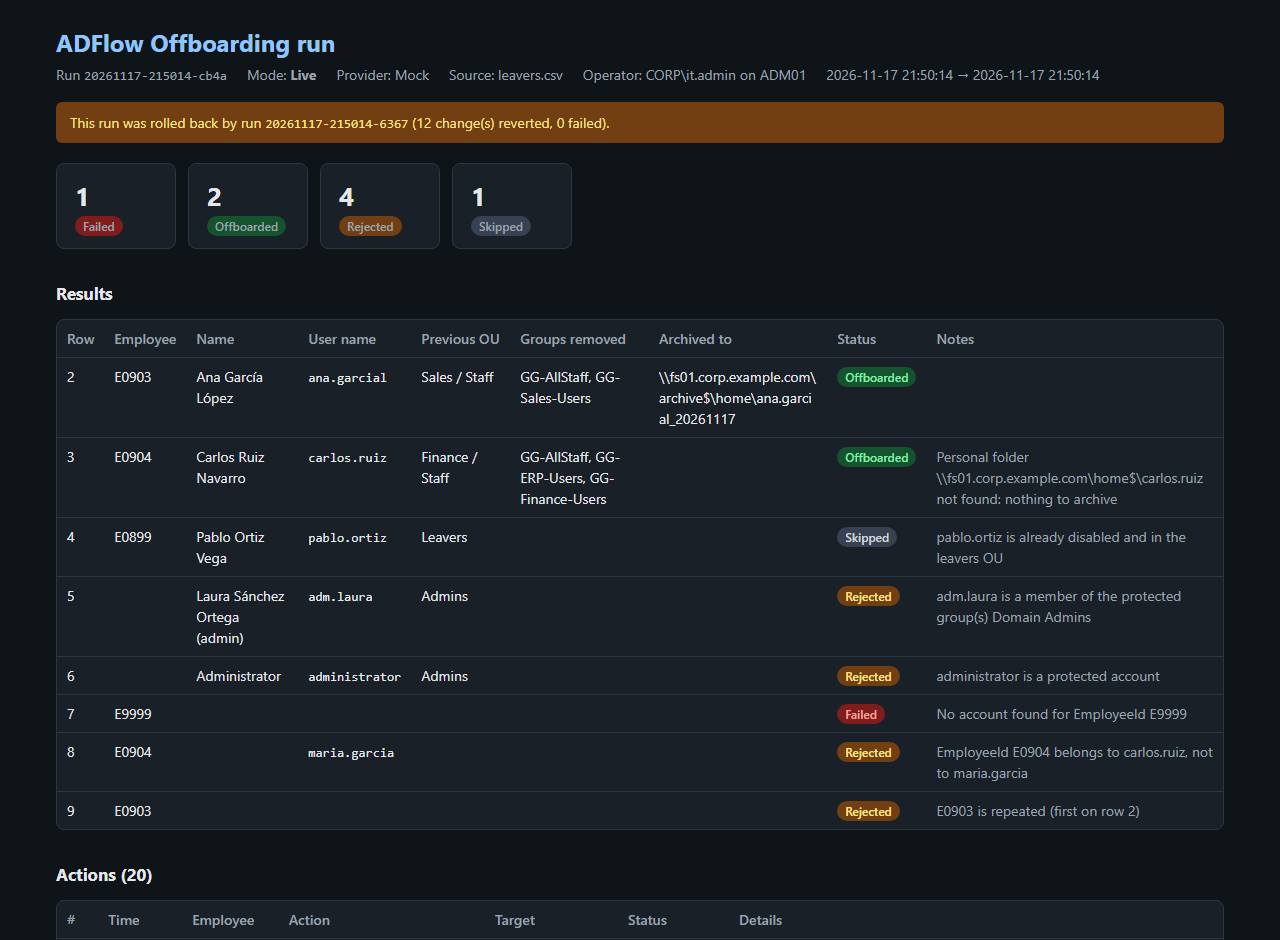 ADFlow Offboarding run
Run 20261117-215014-cb4a Mode: Live Provider: Mock Source: leavers.csv Operator: CORP\it.admin on ADM01 2026-11-17 21:50:14 → 2026-11-17 21:50:14
This run was rolled back by run 20261117-215014-6367 (12 change(s) reverted, 0 failed).
1 2 4 1
Failed Offboarded Rejected Skipped
Results
Row Employee Name User name Previous OU Groups removed Archived to Status Notes
2 E0903 Ana García ana.garcial Sales / Staff GG-AllStaff, GG- \\fs01.corp.example.com\ Offboarded
López Sales-Users archive$\home\ana.garci
al_20261117
3 E0904 Carlos Ruiz carlos.ruiz Finance / GG-AllStaff, GG- Offboarded Personal folder
Navarro Staff ERP-Users, GG- \\fs01.corp.example.com\home$\carlos.ruiz
Finance-Users not found: nothing to archive
4 E0899 Pablo Ortiz pablo.ortiz Leavers Skipped pablo.ortiz is already disabled and in the
Vega leavers OU
5 Laura Sánchez adm.laura Admins Rejected adm.laura is a member of the protected
Ortega group(s) Domain Admins
(admin)
6 Administrator administrator Admins Rejected administrator is a protected account
7 E9999 Failed No account found for EmployeeId E9999
8 E0904 maria.garcia Rejected EmployeeId E0904 belongs to carlos.ruiz, not
to maria.garcia
9 E0903 Rejected E0903 is repeated (first on row 2)
Actions (20)
# Time Employee Action Target Status Details